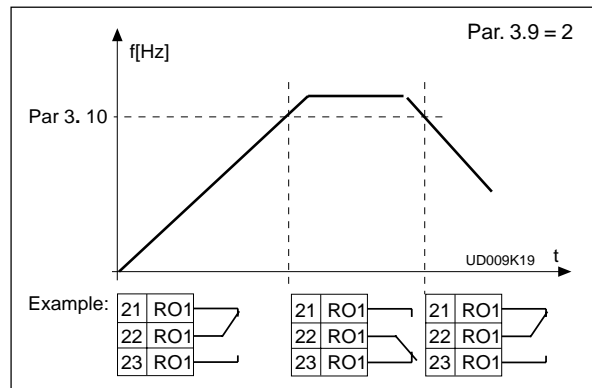 Par. 3.9 = 2
f[Hz]
Par 3. 10
UD009K19
t
Example:
21 RO1 21 RO1 21 RO1
22 RO1 22 RO1 22 RO1
23 RO1 23 RO1 23 RO1